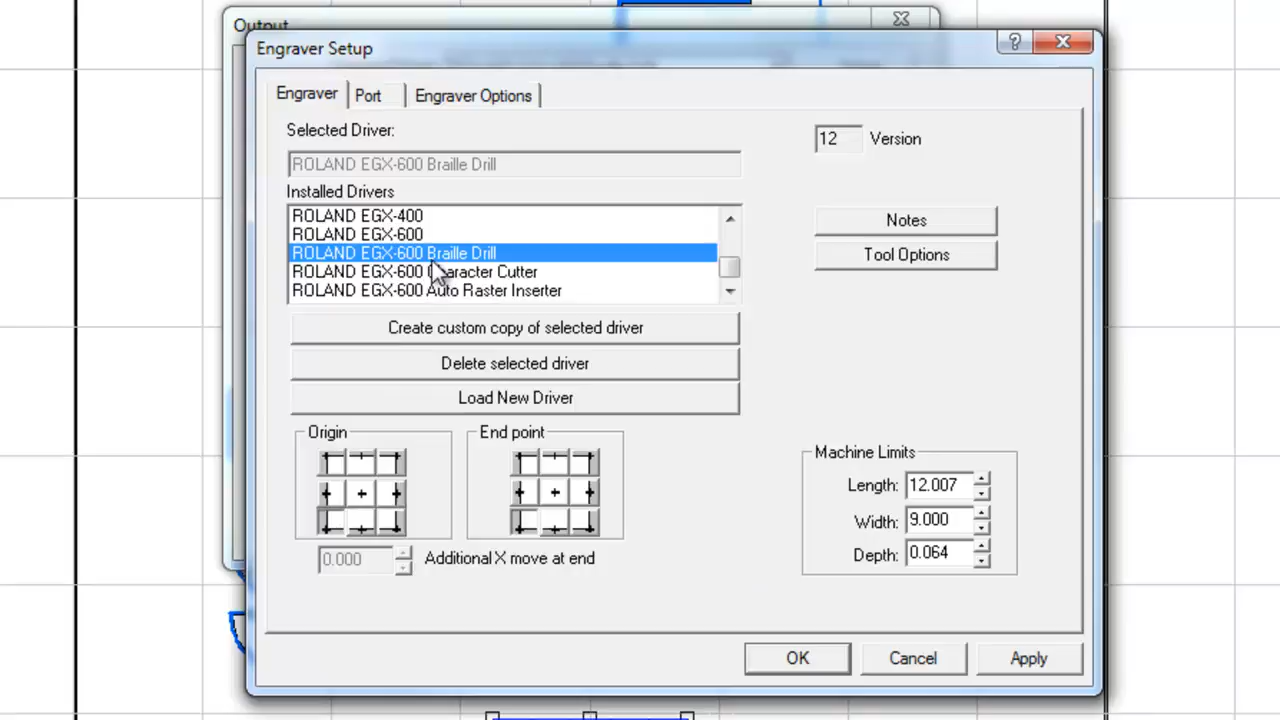 Output
Engraver Setup
Engraver Port Engraver Options
Selected Driver:
12 Version
ROLAND EGX-600 Braille Drill
Installed Drivers
ROLAND EGX-400
ROLAND EGX-600
ROLAND EGX-600 Braille Drill
ROLAND EGX-600 Character Cutter
ROLAND EGX-600 Auto Raster Inserter
Notes
Tool Options
Create custom copy of selected driver
Delete selected driver
Load New Driver
Origin
End point
Additional X move at end
0.000
Machine Limits
Length: 12.007
Width: 9.000
Depth: 0.064
OK Cancel Apply